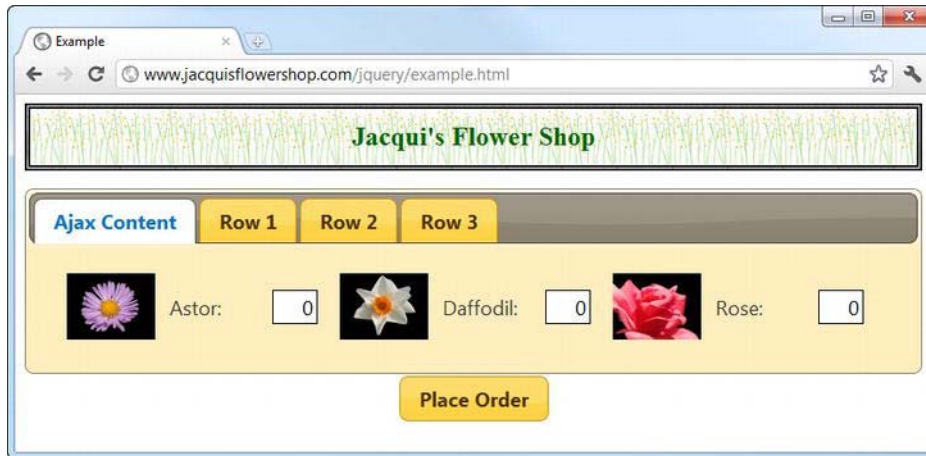 Example
www.jacquisflowershop.com/jquery/example.html
Jacqui's Flower Shop
Ajax Content Row 1 Row 2 Row 3
Astor: 0 Daffodil: 0 Rose: 0
Place Order